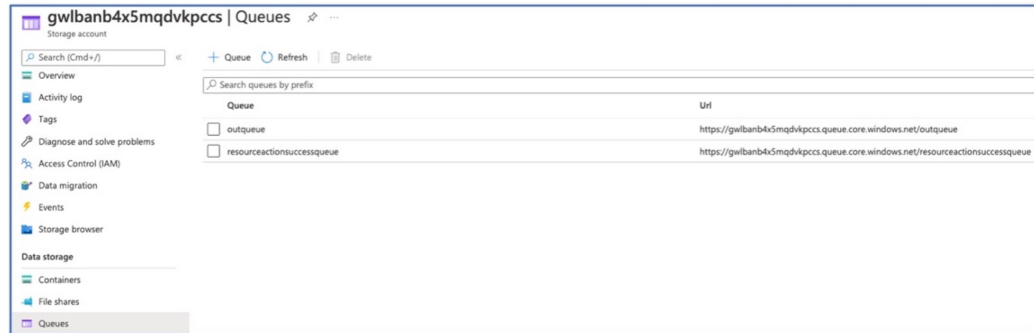 gwlbanb4x5mqdvkpccs | Queues
Storage account
Search (Cmd+/)
Overview
Activity log
Tags
Diagnose and solve problems
Access Control (IAM)
Data migration
Events
Storage browser
Data storage
Containers
File shares
Queues
+ Queue Refresh Delete
Search queues by prefix
Queue Url
outqueue https://gwlbanb4x5mqdvkpccs.queue.core.windows.net/outqueue
resourceactionsuccessqueue https://gwlbanb4x5mqdvkpccs.queue.core.windows.net/resourceactionsuccessqueue